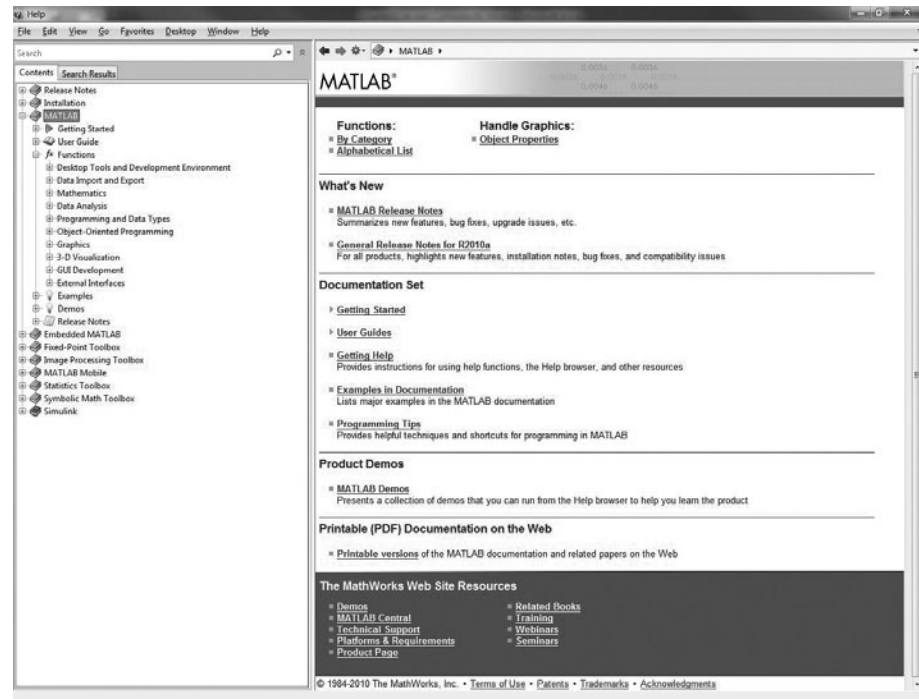 Help
File Edit View Go Favorites Desktop Window Help
Search
Contents Search Results
Release Notes
Installation
MATLAB
Getting Started
User Guide
fx Functions
Desktop Tools and Development Environment
Data Import and Export
Mathematics
Data Analysis
Programming and Data Types
Object-Oriented Programming
Graphics
3-D Visualization
GUI Development
External Interfaces
Examples
Demos
Release Notes
Embedded MATLAB
Fixed-Point Toolbox
Image Processing Toolbox
MATLAB Mobile
Statistics Toolbox
Symbolic Math Toolbox
Simulink
MATLAB
MATLAB®
Functions:
By Category
Alphabetical List
Handle Graphics:
Object Properties
What's New
MATLAB Release Notes
Summarizes new features, bug fixes, upgrade issues, etc.
General Release Notes for R2010a
For all products, highlights new features, installation notes, bug fixes, and compatibility issues
Documentation Set
Getting Started
User Guides
Getting Help
Provides instructions for using help functions, the Help browser, and other resources
Examples in Documentation
Lists major examples in the MATLAB documentation
Programming Tips
Provides helpful techniques and shortcuts for programming in MATLAB
Product Demos
MATLAB Demos
Presents a collection of demos that you can run from the Help browser to help you learn the product
Printable (PDF) Documentation on the Web
Printable versions of the MATLAB documentation and related papers on the Web
The MathWorks Web Site Resources
Demos
MATLAB Central
Technical Support
Platforms & Requirements
Product Page
Related Books
Training
Webinars
Seminars
© 1984-2010 The MathWorks, Inc. • Terms of Use • Patents • Trademarks • Acknowledgments